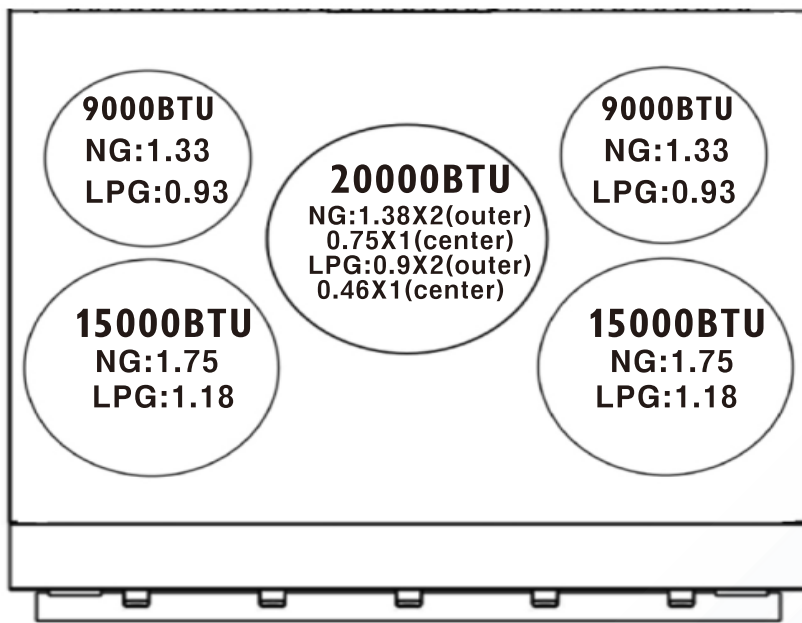 9000BTU
NG:1.33
LPG:0.93
20000BTU
NG:1.38X2(outer)
0.75X1(center)
LPG:0.9X2(outer)
0.46X1(center)
9000BTU
NG:1.33
LPG:0.93
15000BTU
NG:1.75
LPG:1.18
15000BTU
NG:1.75
LPG:1.18